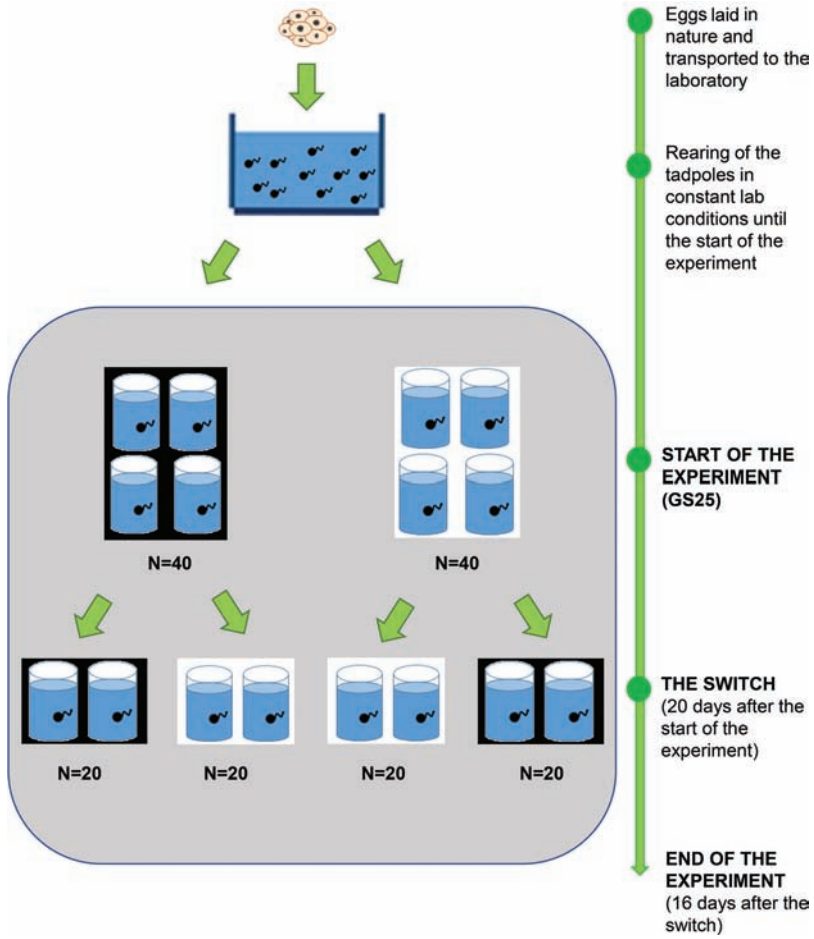 Eggs laid in
nature and
transported to the
laboratory
Rearing of the
tadpoles in
constant lab
conditions until
the start of the
experiment
START OF THE
EXPERIMENT
(GS25)
N=40
N=40
THE SWITCH
(20 days after the
start of the
experiment)
N=20
N=20
N=20
N=20
END OF THE
EXPERIMENT
(16 days after the
switch)